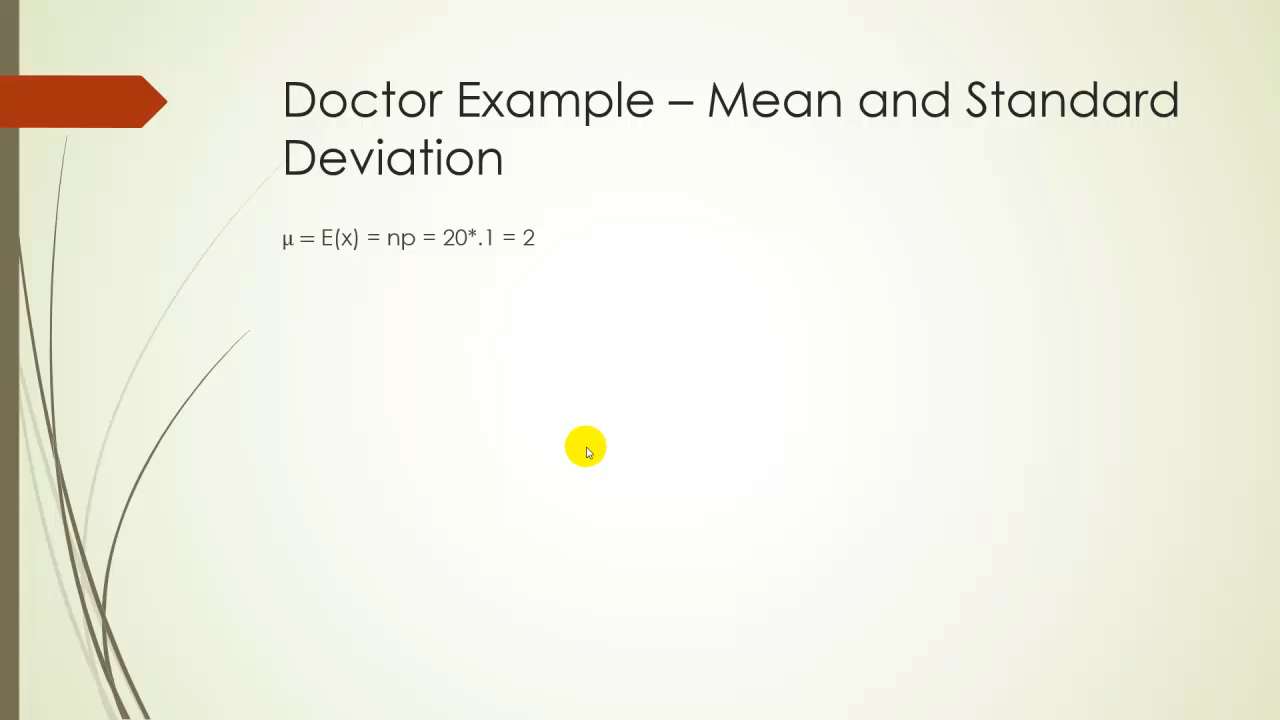 Doctor Example – Mean and Standard
Deviation
μ = E(x) = np = 20*.1 = 2